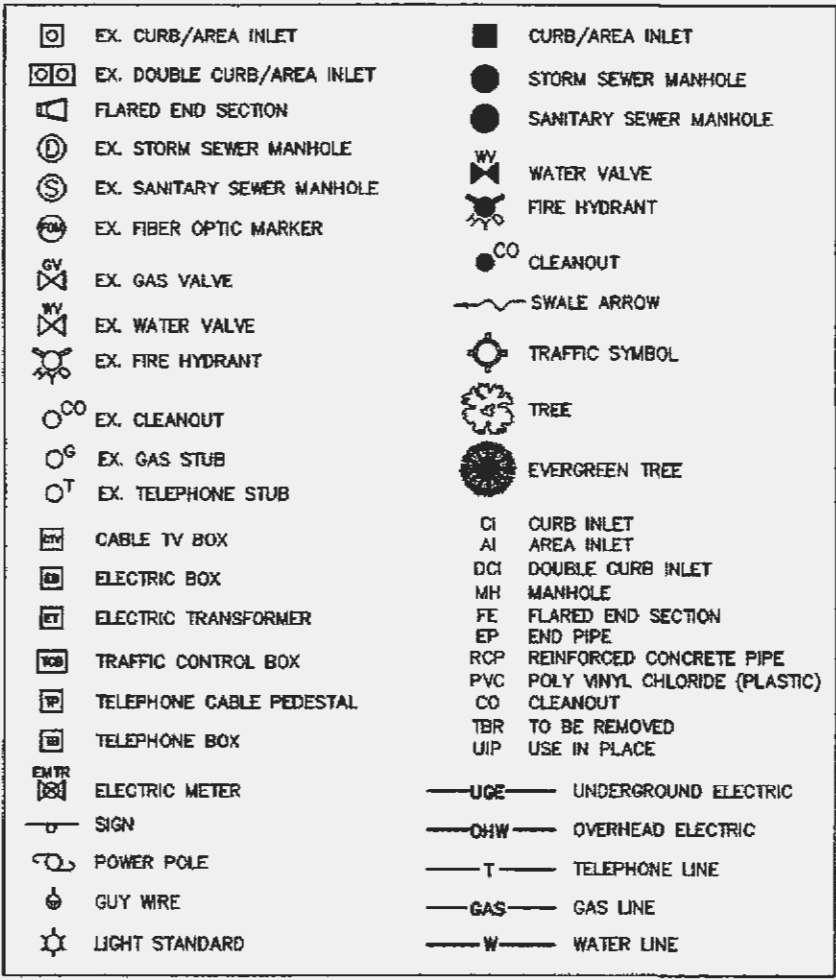 EX. CURB/AREA INLET
EX. DOUBLE CURB/AREA INLET
FLARED END SECTION
D EX. STORM SEWER MANHOLE
S EX. SANITARY SEWER MANHOLE
FOM EX. FIBER OPTIC MARKER
GV
EX. GAS VALVE
WV
EX. WATER VALVE
EX. FIRE HYDRANT
HYD
CO EX. CLEANOUT
G EX. GAS STUB
T EX. TELEPHONE STUB
CTV CABLE TV BOX
EB ELECTRIC BOX
ET ELECTRIC TRANSFORMER
TCB TRAFFIC CONTROL BOX
TP TELEPHONE CABLE PEDESTAL
TB TELEPHONE BOX
EMTR
ELECTRIC METER
SIGN
POWER POLE
GUY WIRE
LIGHT STANDARD
CURB/AREA INLET
STORM SEWER MANHOLE
SANITARY SEWER MANHOLE
WV
WATER VALVE
FIRE HYDRANT
HYD
CO CLEANOUT
SWALE ARROW
TRAFFIC SYMBOL
TREE
EVERGREEN TREE
CI CURB INLET
AI AREA INLET
DCI DOUBLE CURB INLET
MH MANHOLE
FE FLARED END SECTION
EP END PIPE
RCP REINFORCED CONCRETE PIPE
PVC POLY VINYL CHLORIDE (PLASTIC)
CO CLEANOUT
TBR TO BE REMOVED
UIP USE IN PLACE
UGE UNDERGROUND ELECTRIC
OHW OVERHEAD ELECTRIC
T TELEPHONE LINE
GAS GAS LINE
W WATER LINE